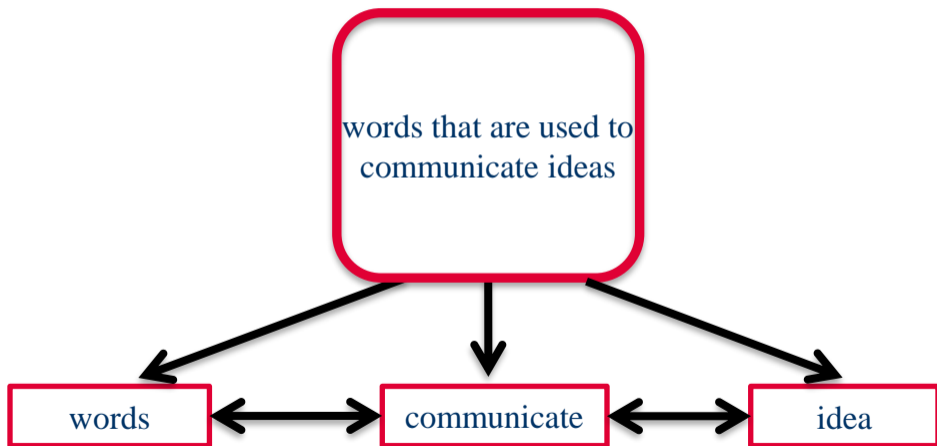 words that are used to
communicate ideas
words
communicate
idea